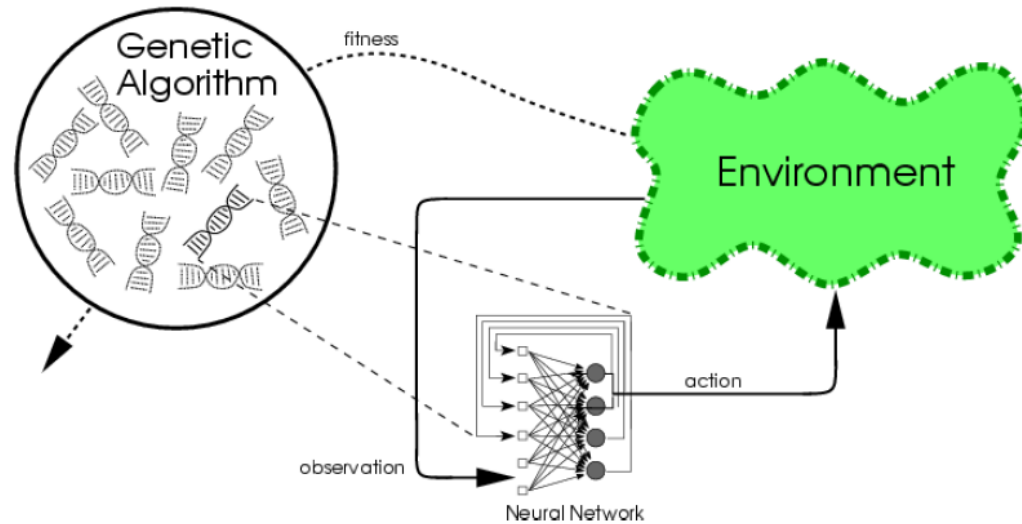 Genetic
Algorithm
fitness
Environment
action
observation
Neural Network